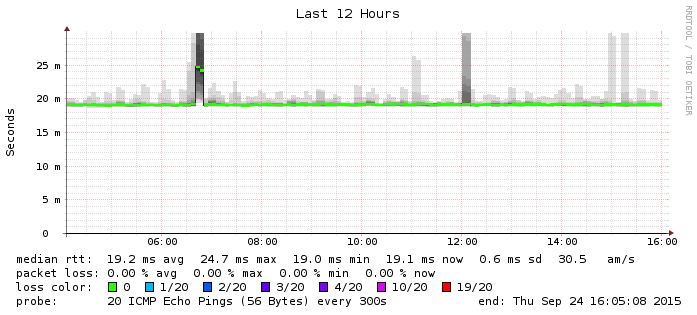 Last 12 Hours
RRDTOOL / TOBI OETIKER
Seconds
25 m
20 m
15 m
10 m
5 m
0
06:00 08:00 10:00 12:00 14:00 16:00
median rtt: 19.2 ms avg 24.7 ms max 19.0 ms min 19.1 ms now 0.6 ms sd 30.5 am/s
packet loss: 0.00 % avg 0.00 % max 0.00 % min 0.00 % now
loss color: 0 1/20 2/20 3/20 4/20 10/20 19/20
probe: 20 ICMP Echo Pings (56 Bytes) every 300s end: Thu Sep 24 16:05:08 2015